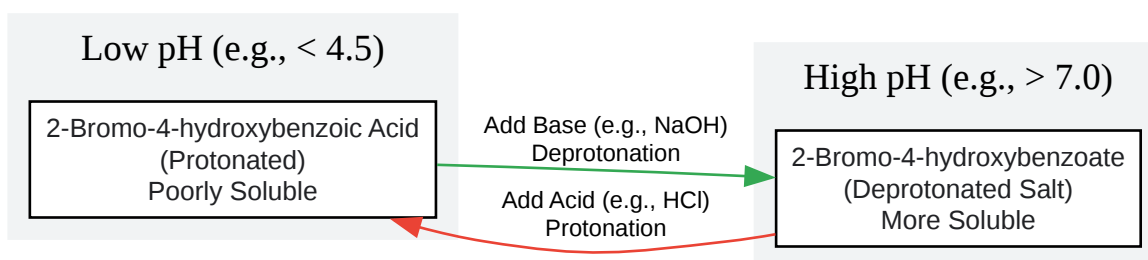 Low pH (e.g., < 4.5)
2-Bromo-4-hydroxybenzoic Acid
(Protonated)
Poorly Soluble
Add Base (e.g., NaOH)
Deprotonation
Add Acid (e.g., HCl)
Protonation
High pH (e.g., > 7.0)
2-Bromo-4-hydroxybenzoate
(Deprotonated Salt)
More Soluble